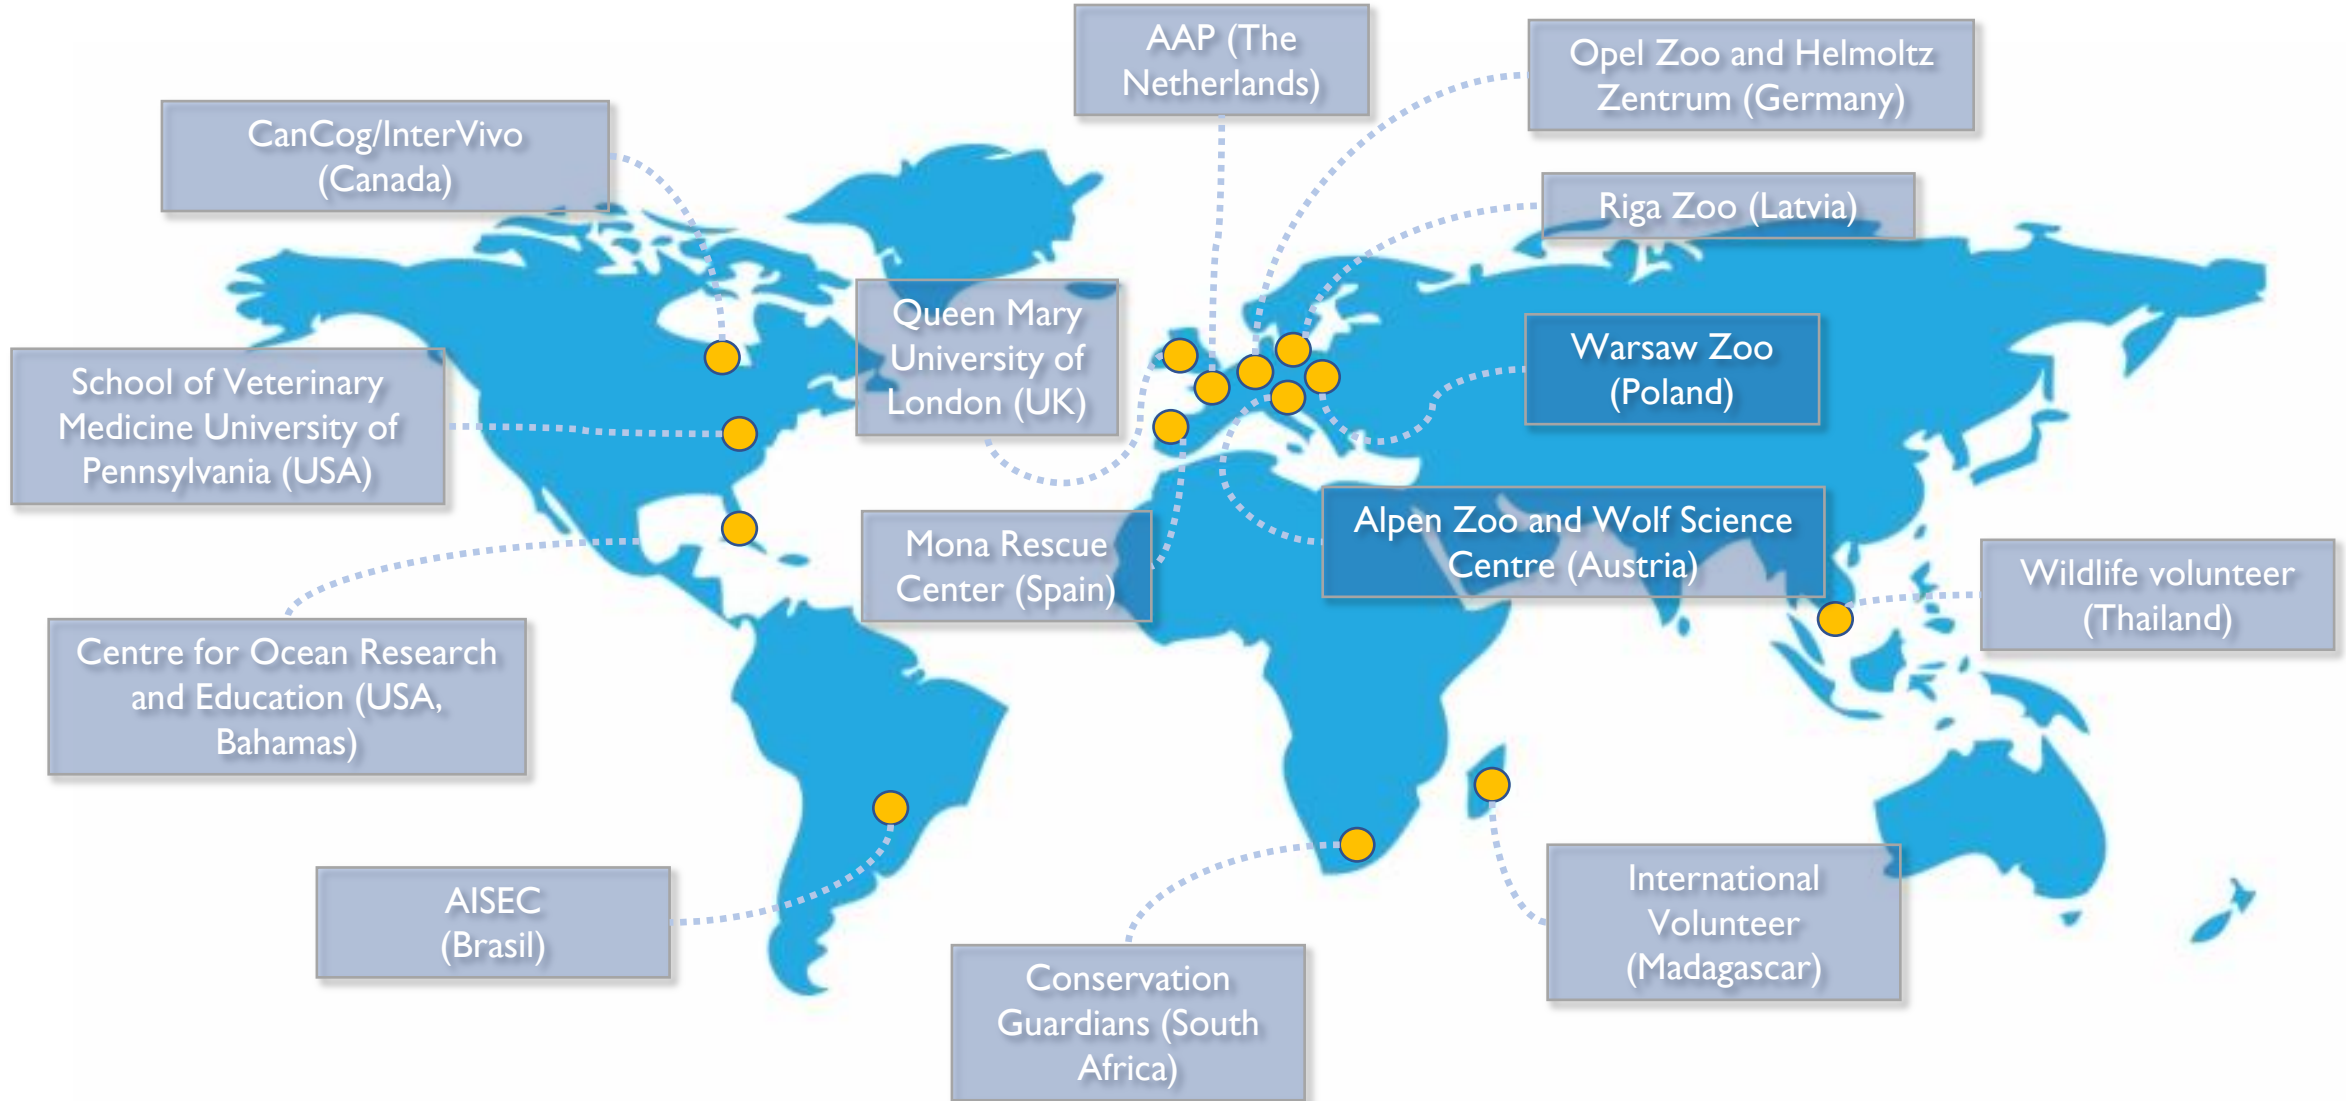 AAP (The
Netherlands)
Opel Zoo and Helmoltz
Zentrum (Germany)
CanCog/InterVivo
(Canada)
Riga Zoo (Latvia)
Queen Mary
University of
London (UK)
Warsaw Zoo
(Poland)
School of Veterinary
Medicine University of
Pennsylvania (USA)
Alpen Zoo and Wolf Science
Centre (Austria)
Mona Rescue
Center (Spain)
Wildlife volunteer
(Thailand)
Centre for Ocean Research
and Education (USA,
Bahamas)
AISEC
(Brasil)
International
Volunteer
(Madagascar)
Conservation
Guardians (South
Africa)